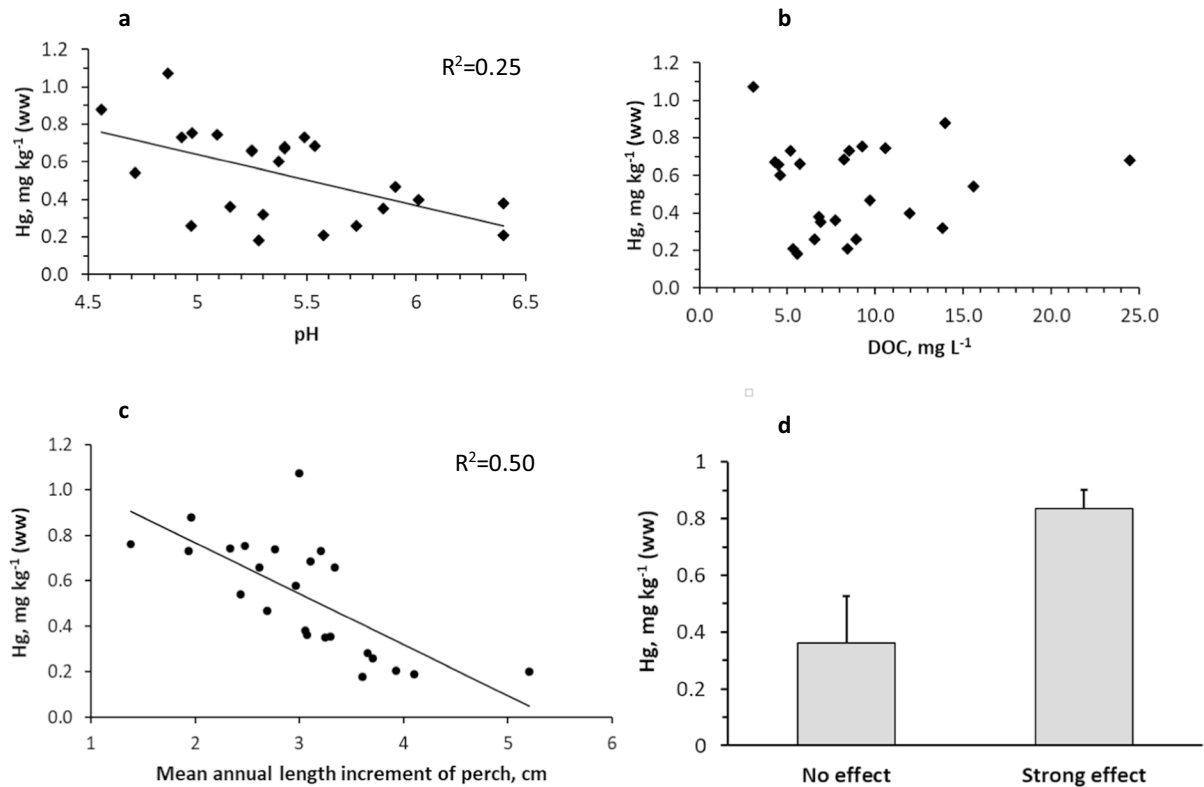 a
R²=0.25
Hg, mg kg⁻¹ (ww)
1.2
1.0
0.8
0.6
0.4
0.2
0.0
4.5 5 5.5 6 6.5
pH
b
Hg, mg kg⁻¹ (ww)
1.2
1.0
0.8
0.6
0.4
0.2
0.0
0.0 5.0 10.0 15.0 20.0 25.0
DOC, mg L⁻¹
c
R²=0.50
Hg, mg kg⁻¹ (ww)
1.2
1.0
0.8
0.6
0.4
0.2
0.0
1 2 3 4 5 6
Mean annual length increment of perch, cm
d
Hg, mg kg⁻¹ (ww)
1
0.8
0.6
0.4
0.2
0
No effect Strong effect